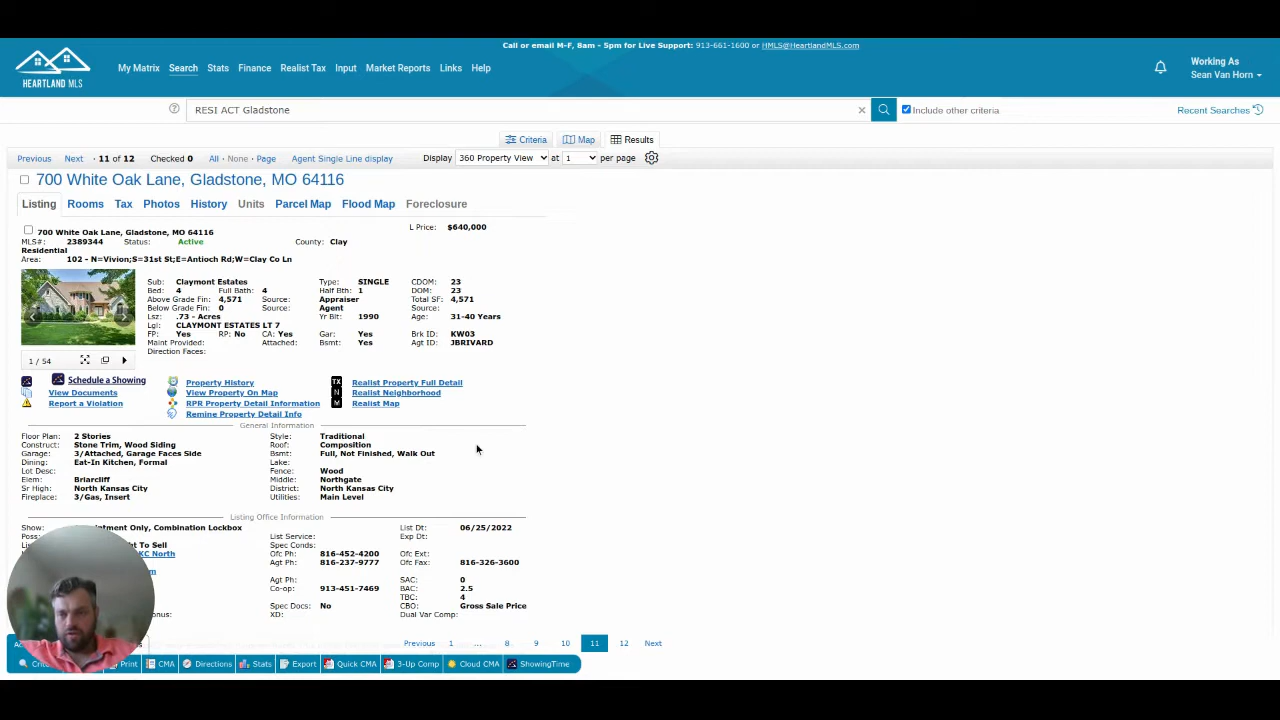 Call or email M-F, 8am - 5pm for Live Support: 913-661-1600 or HMLS@HeartlandMLS.com
HEARTLAND MLS
My Matrix Search Stats Finance Realist Tax Input Market Reports Links Help
Working As
Sean Van Horn
RESI ACT Gladstone
Include other criteria
Recent Searches
Criteria Map Results
Previous Next · 11 of 12 Checked 0 All · None · Page Agent Single Line display Display 360 Property View at 1 per page
700 White Oak Lane, Gladstone, MO 64116
Listing Rooms Tax Photos History Units Parcel Map Flood Map Foreclosure
700 White Oak Lane, Gladstone, MO 64116 L Price: $640,000
MLS#: 2389344 Status: Active County: Clay
Residential
Area: 102 - N=Vivion;S=31st St;E=Antioch Rd;W=Clay Co Ln
Sub: Claymont Estates Type: SINGLE CDOM: 23
Bed: 4 Full Bath: 4 Half Bth: 1 DOM: 23
Above Grade Fin: 4,571 Source: Appraiser Total SF: 4,571
Below Grade Fin: 0 Source: Agent Source:
Lsz: .73 - Acres Yr Blt: 1990 Age: 31-40 Years
Lgl: CLAYMONT ESTATES LT 7
FP: Yes RP: No CA: Yes Gar: Yes Brk ID: KW03
Maint Provided: Attached: Bsmt: Yes Agt ID: JBRIVARD
Direction Faces:
1 / 54
Schedule a Showing Property History TX Realist Property Full Detail
View Documents View Property On Map N Realist Neighborhood
Report a Violation RPR Property Detail Information M Realist Map
Remine Property Detail Info
General Information
Floor Plan: 2 Stories Style: Traditional
Construct: Stone Trim, Wood Siding Roof: Composition
Garage: 3/Attached, Garage Faces Side Bsmt: Full, Not Finished, Walk Out
Dining: Eat-In Kitchen, Formal Lake:
Lot Desc: Fence: Wood
Elem: Briarcliff Middle: Northgate
Sr High: North Kansas City District: North Kansas City
Fireplace: 3/Gas, Insert Utilities: Main Level
Listing Office Information
Show: ntment Only, Combination Lockbox List Dt: 06/25/2022
Poss: List Service: Exp Dt:
ht To Sell Spec Conds:
KC North Ofc Ph: 816-452-4200 Ofc Ext:
Agt Ph: 816-237-9777 Ofc Fax: 816-326-3600
Agt Ph: SAC: 0
Co-op: 913-451-7469 BAC: 2.5
TBC: 4
Spec Docs: No CBO: Gross Sale Price
onus: XD: Dual Var Comp:
Previous 1 ... 8 9 10 11 12 Next
Print CMA Directions Stats Export Quick CMA 3-Up Comp Cloud CMA ShowingTime